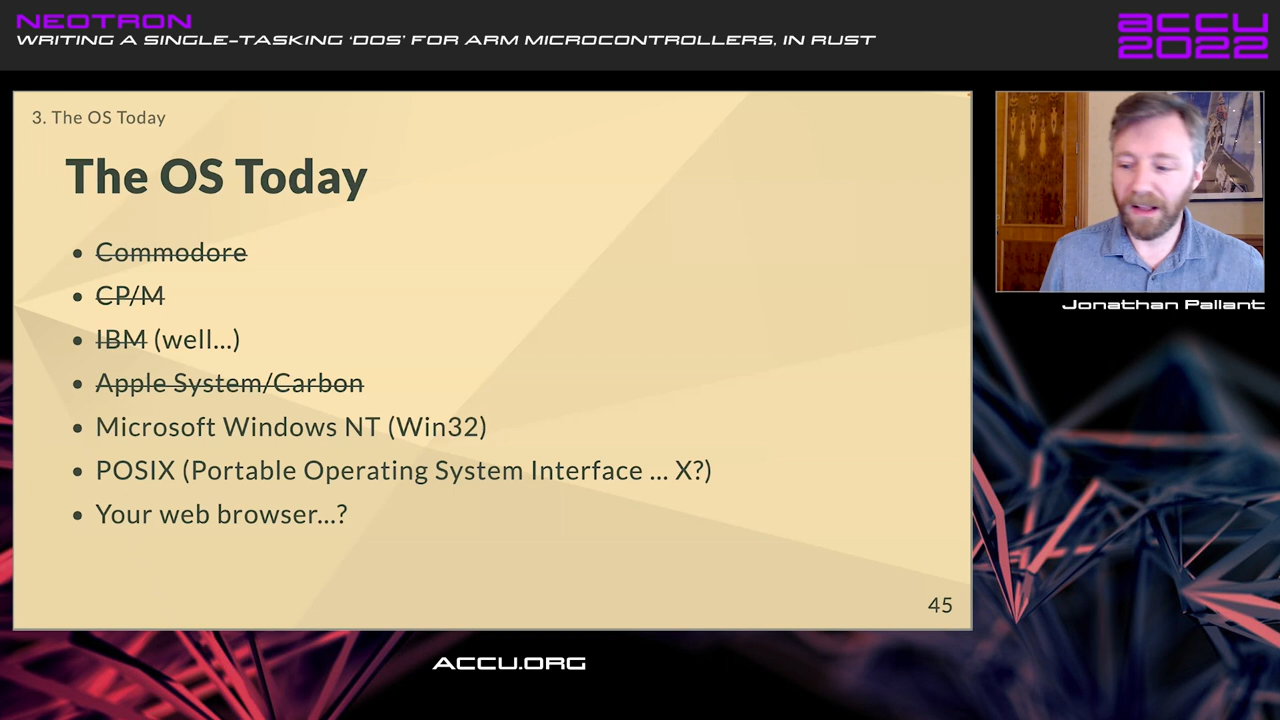 NEOTRON
WRITING A SINGLE-TASKING ‘DOS’ FOR ARM MICROCONTROLLERS, IN RUST
ACCU
2022
3. The OS Today
The OS Today
• Commodore
• CP/M
• IBM (well...)
• Apple System/Carbon
• Microsoft Windows NT (Win32)
• POSIX (Portable Operating System Interface ... X?)
• Your web browser...?
45
Jonathan Pallant
ACCU.ORG